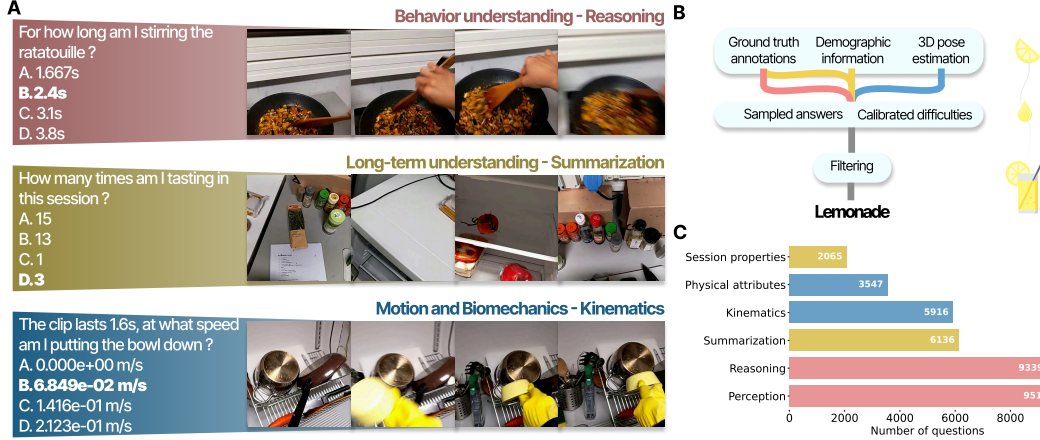 A
Behavior understanding - Reasoning
For how long am I stirring the
ratatouille ?
A. 1.667s
B. 2.4s
C. 3.1s
D. 3.8s
Long-term understanding - Summarization
How many times am I tasting in
this session ?
A. 15
B. 13
C. 1
D. 3
Motion and Biomechanics - Kinematics
The clip lasts 1.6s, at what speed
am I putting the bowl down ?
A. 0.000e+00 m/s
B. 6.849e-02 m/s
C. 1.416e-01 m/s
D. 2.123e-01 m/s
B
Ground truth
annotations
Demographic
information
3D pose
estimation
Sampled answers
Calibrated difficulties
Filtering
Lemonade
C
Session properties 2065
Physical attributes 3547
Kinematics 5916
Summarization 6136
Reasoning 9339
Perception 951
0 2000 4000 6000 8000
Number of questions